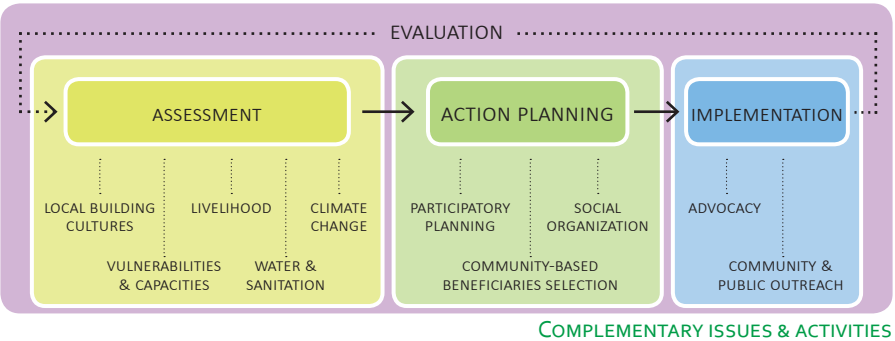 EVALUATION
ASSESSMENT
ACTION PLANNING
IMPLEMENTATION
LOCAL BUILDING
CULTURES
LIVELIHOOD
CLIMATE
CHANGE
VULNERABILITIES
& CAPACITIES
WATER &
SANITATION
PARTICIPATORY
PLANNING
SOCIAL
ORGANIZATION
COMMUNITY-BASED
BENEFICIARIES SELECTION
ADVOCACY
COMMUNITY &
PUBLIC OUTREACH
COMPLEMENTARY ISSUES & ACTIVITIES